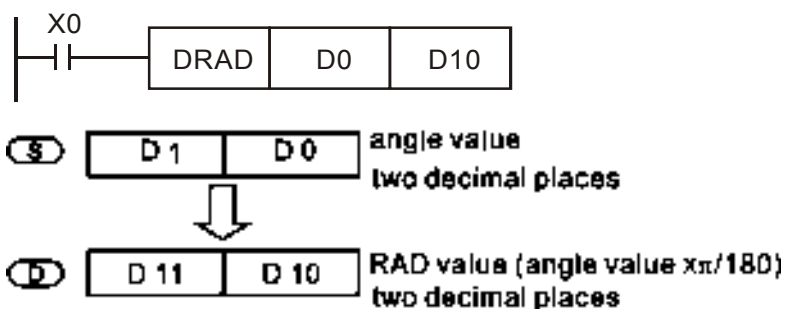 X0
DRAD D0 D10
S D 1 D 0 angle value
two decimal places
D D 11 D 10 RAD value (angle value xπ/180)
two decimal places